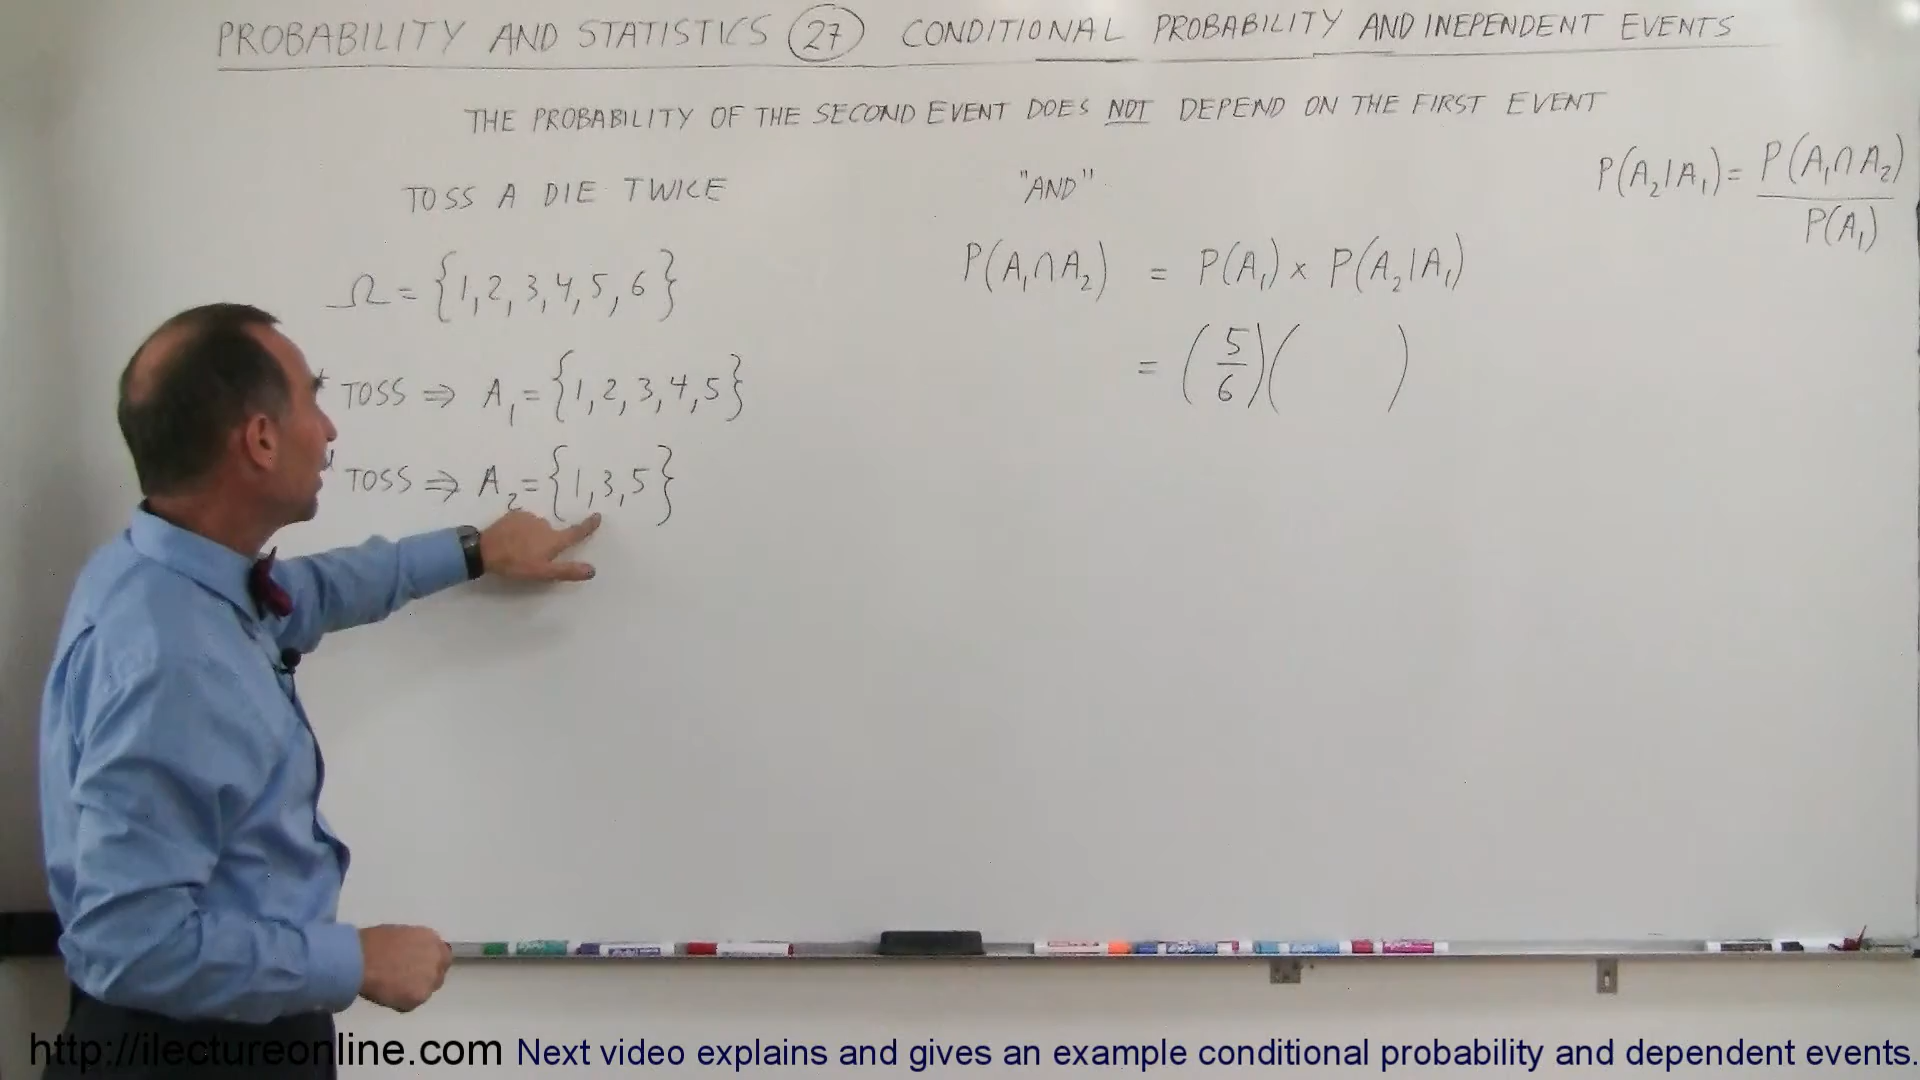 PROBABILITY AND STATISTICS 27 CONDITIONAL PROBABILITY AND INEPENDENT EVENTS
THE PROBABILITY OF THE SECOND EVENT DOES NOT DEPEND ON THE FIRST EVENT
TOSS A DIE TWICE
"AND"
P(A₂|A₁) = P(A₁∩A₂) / P(A₁)
Ω = {1,2,3,4,5,6}
P(A₁∩A₂) = P(A₁) × P(A₂|A₁)
TOSS ⇒ A₁ = {1,2,3,4,5}
= (5/6)( )
TOSS ⇒ A₂ = {1,3,5}
http://ilectureonline.com Next video explains and gives an example conditional probability and dependent events.